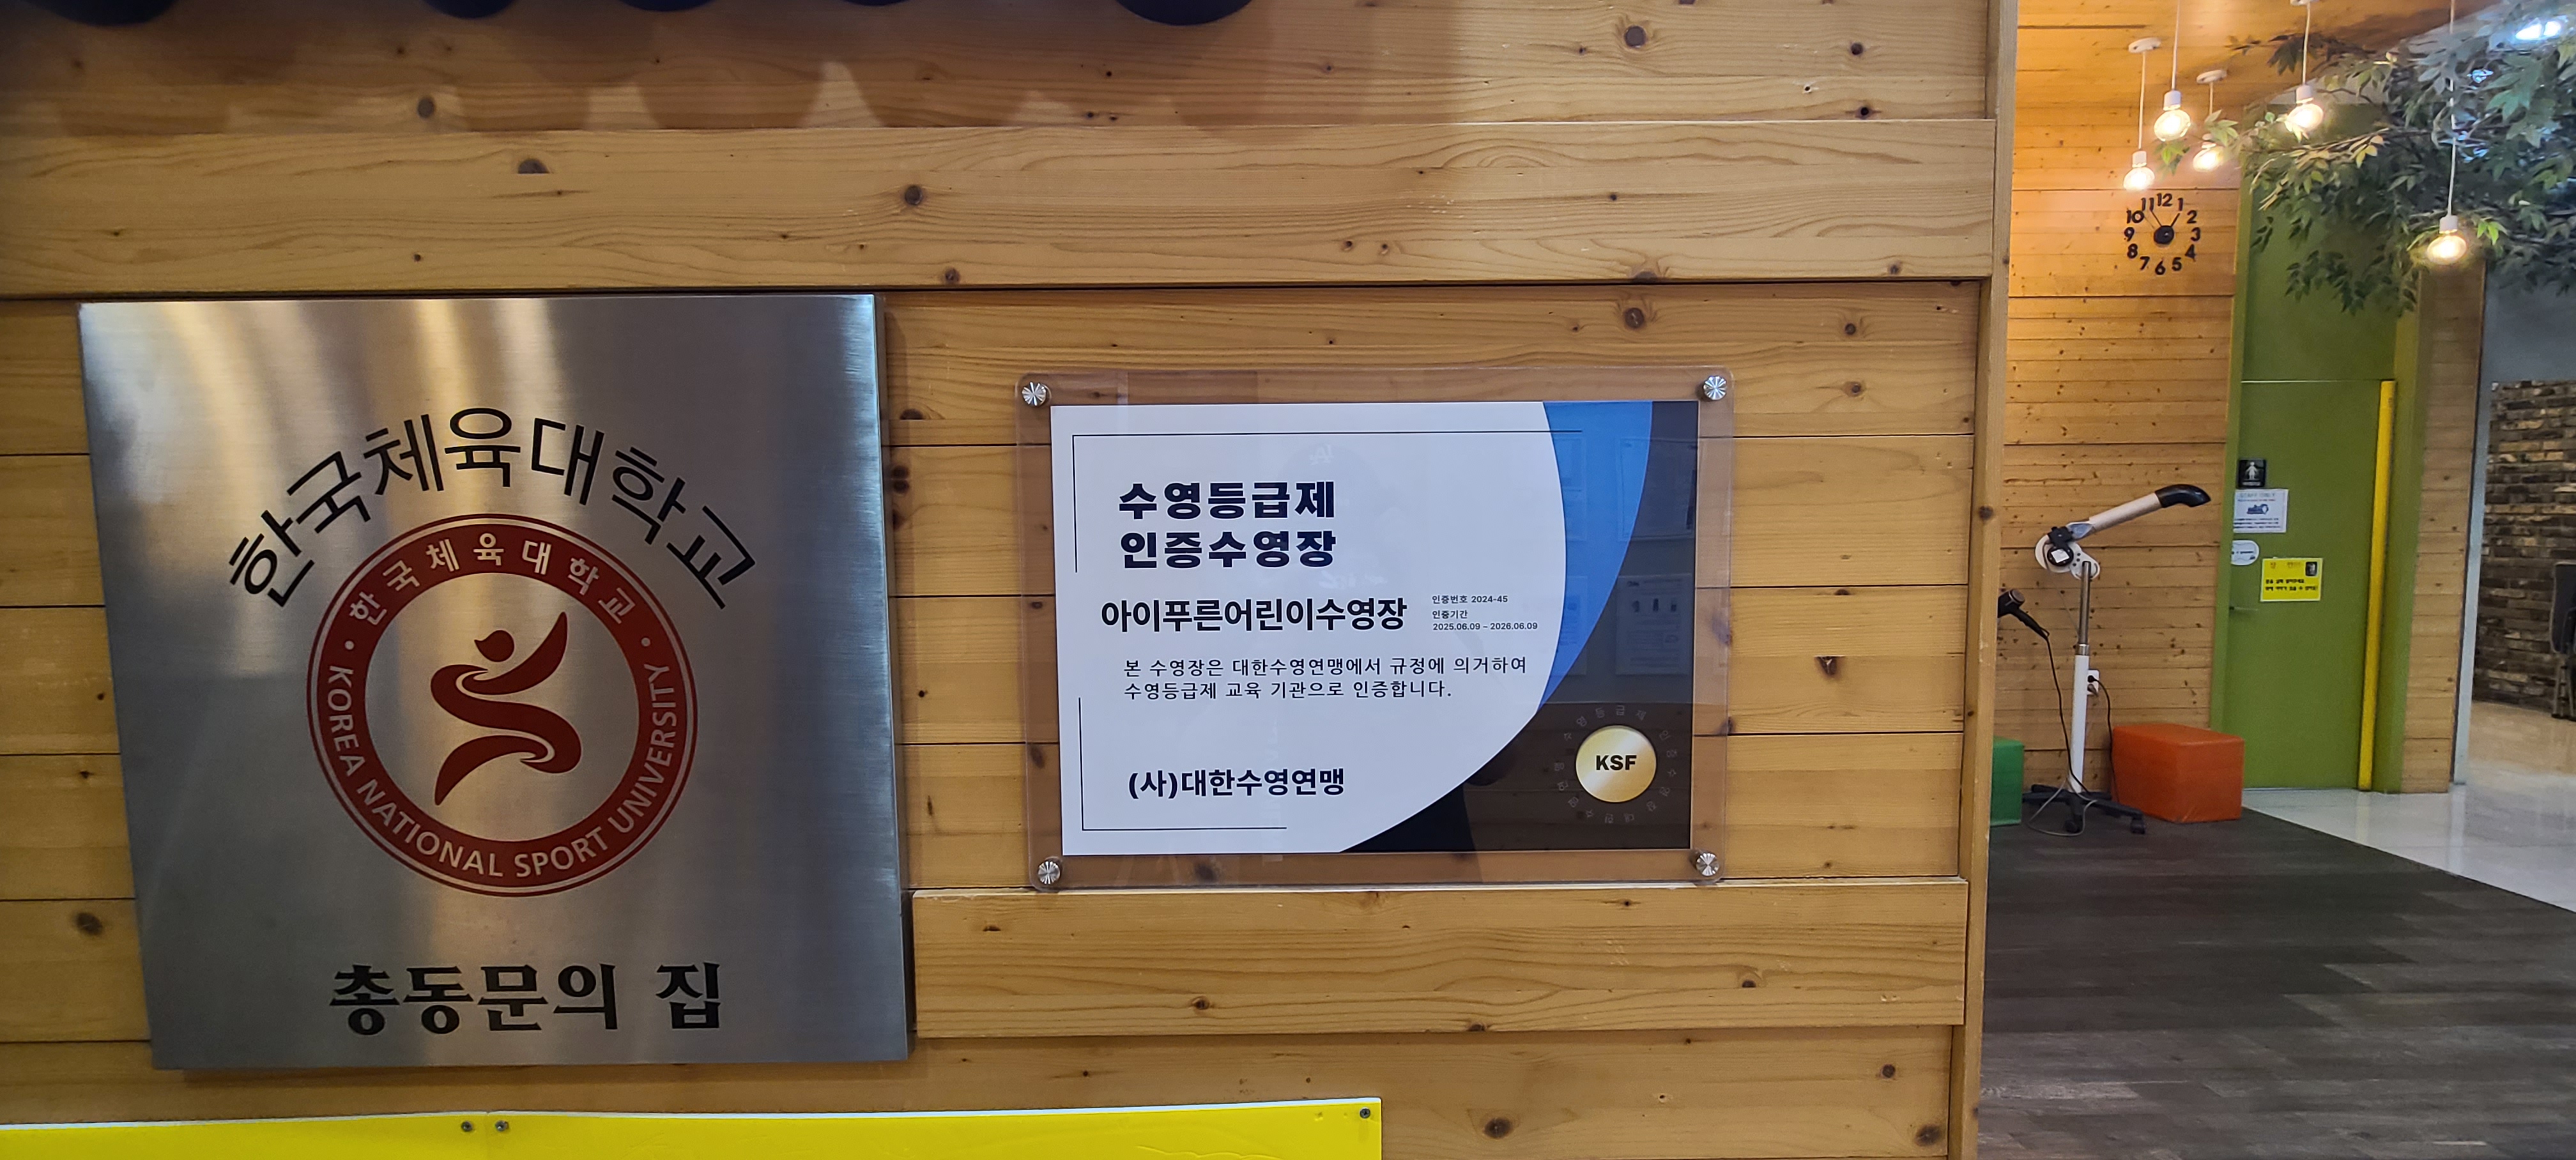 한국체육대학교
한국체육대학교
KOREA NATIONAL SPORT UNIVERSITY
총동문의 집
수영등급제
인증수영장
아이푸른어린이수영장
인증번호 2024-45
인증기간
2025.06.09 - 2026.06.09
본 수영장은 대한수영연맹에서 규정에 의거하여
수영등급제 교육 기관으로 인증합니다.
(사)대한수영연맹
수영등급제
KSF
12
1
2
3
4
5
6
7
8
9
10
11